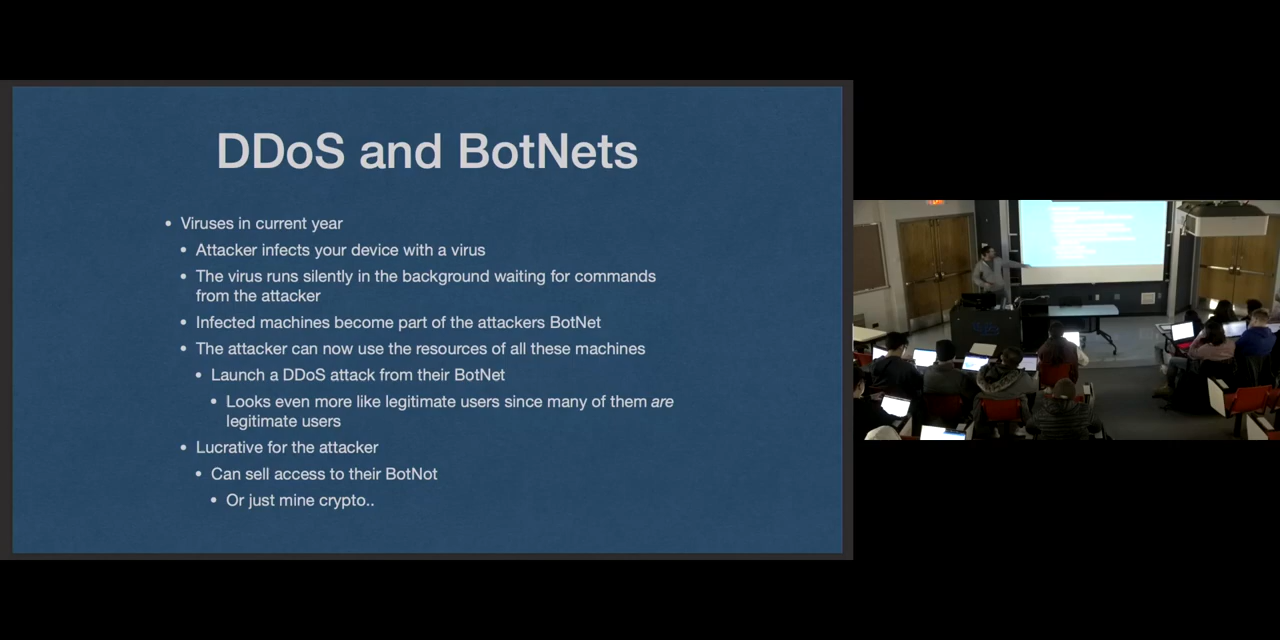 DDoS and BotNets
• Viruses in current year
• Attacker infects your device with a virus
• The virus runs silently in the background waiting for commands
from the attacker
• Infected machines become part of the attackers BotNet
• The attacker can now use the resources of all these machines
• Launch a DDoS attack from their BotNet
• Looks even more like legitimate users since many of them are
legitimate users
• Lucrative for the attacker
• Can sell access to their BotNot
• Or just mine crypto..